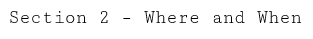 Section 2 - Where and When